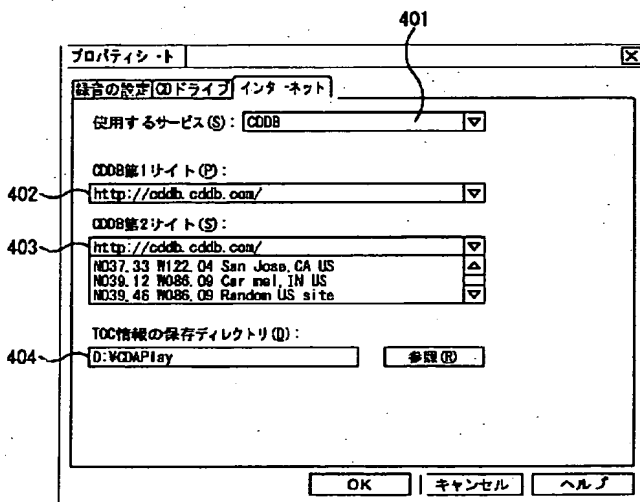 401
プロパティシート
録音の設定 CDドライブ インターネット
使用するサービス(S): CDDB
CDDB第1サイト(P):
402
http://cddb.cddb.com/
CDDB第2サイト(S):
403
http://cddb.cddb.com/
N037.33 W122.04 San Jose,CA US
N039.12 W086.09 Carmel,IN US
N039.46 W086.09 Random US site
TOC情報の保存ディレクトリ(D):
404
D:¥CDAPlay 参照(R)
OK キャンセル ヘルプ